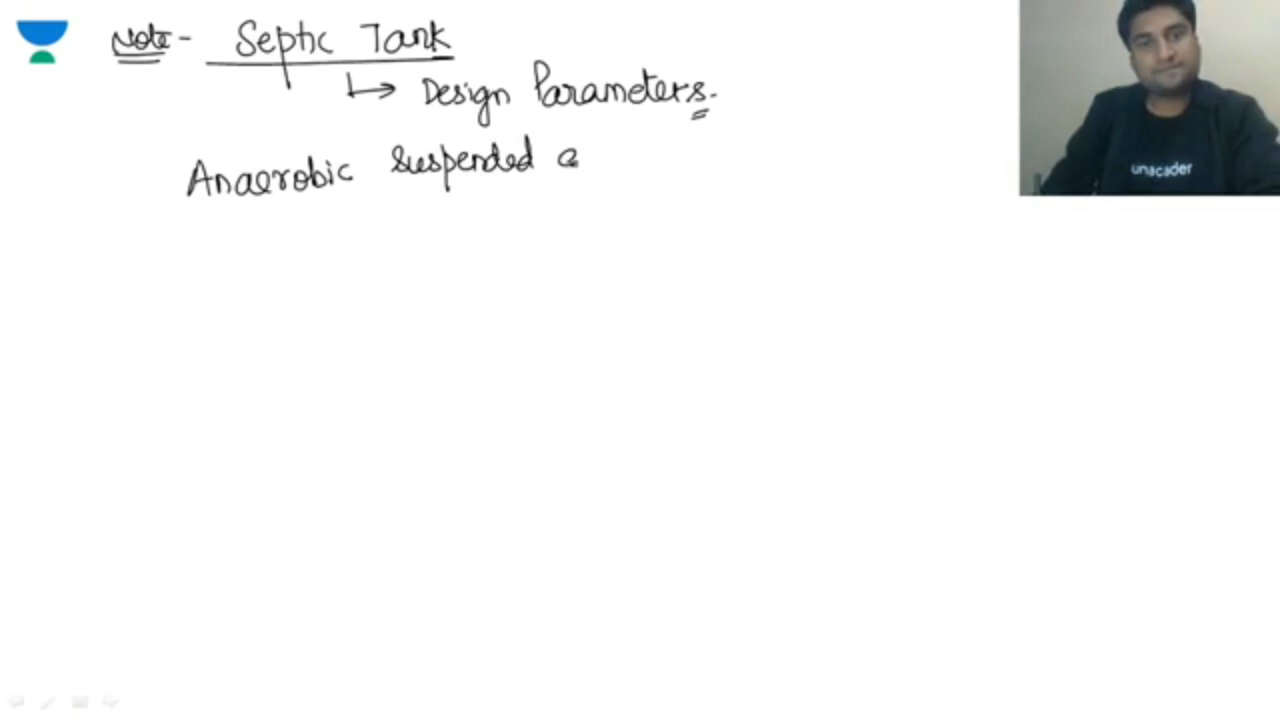 Note - Septic Tank
↳ Design Parameters.
Anaerobic suspended
unacader